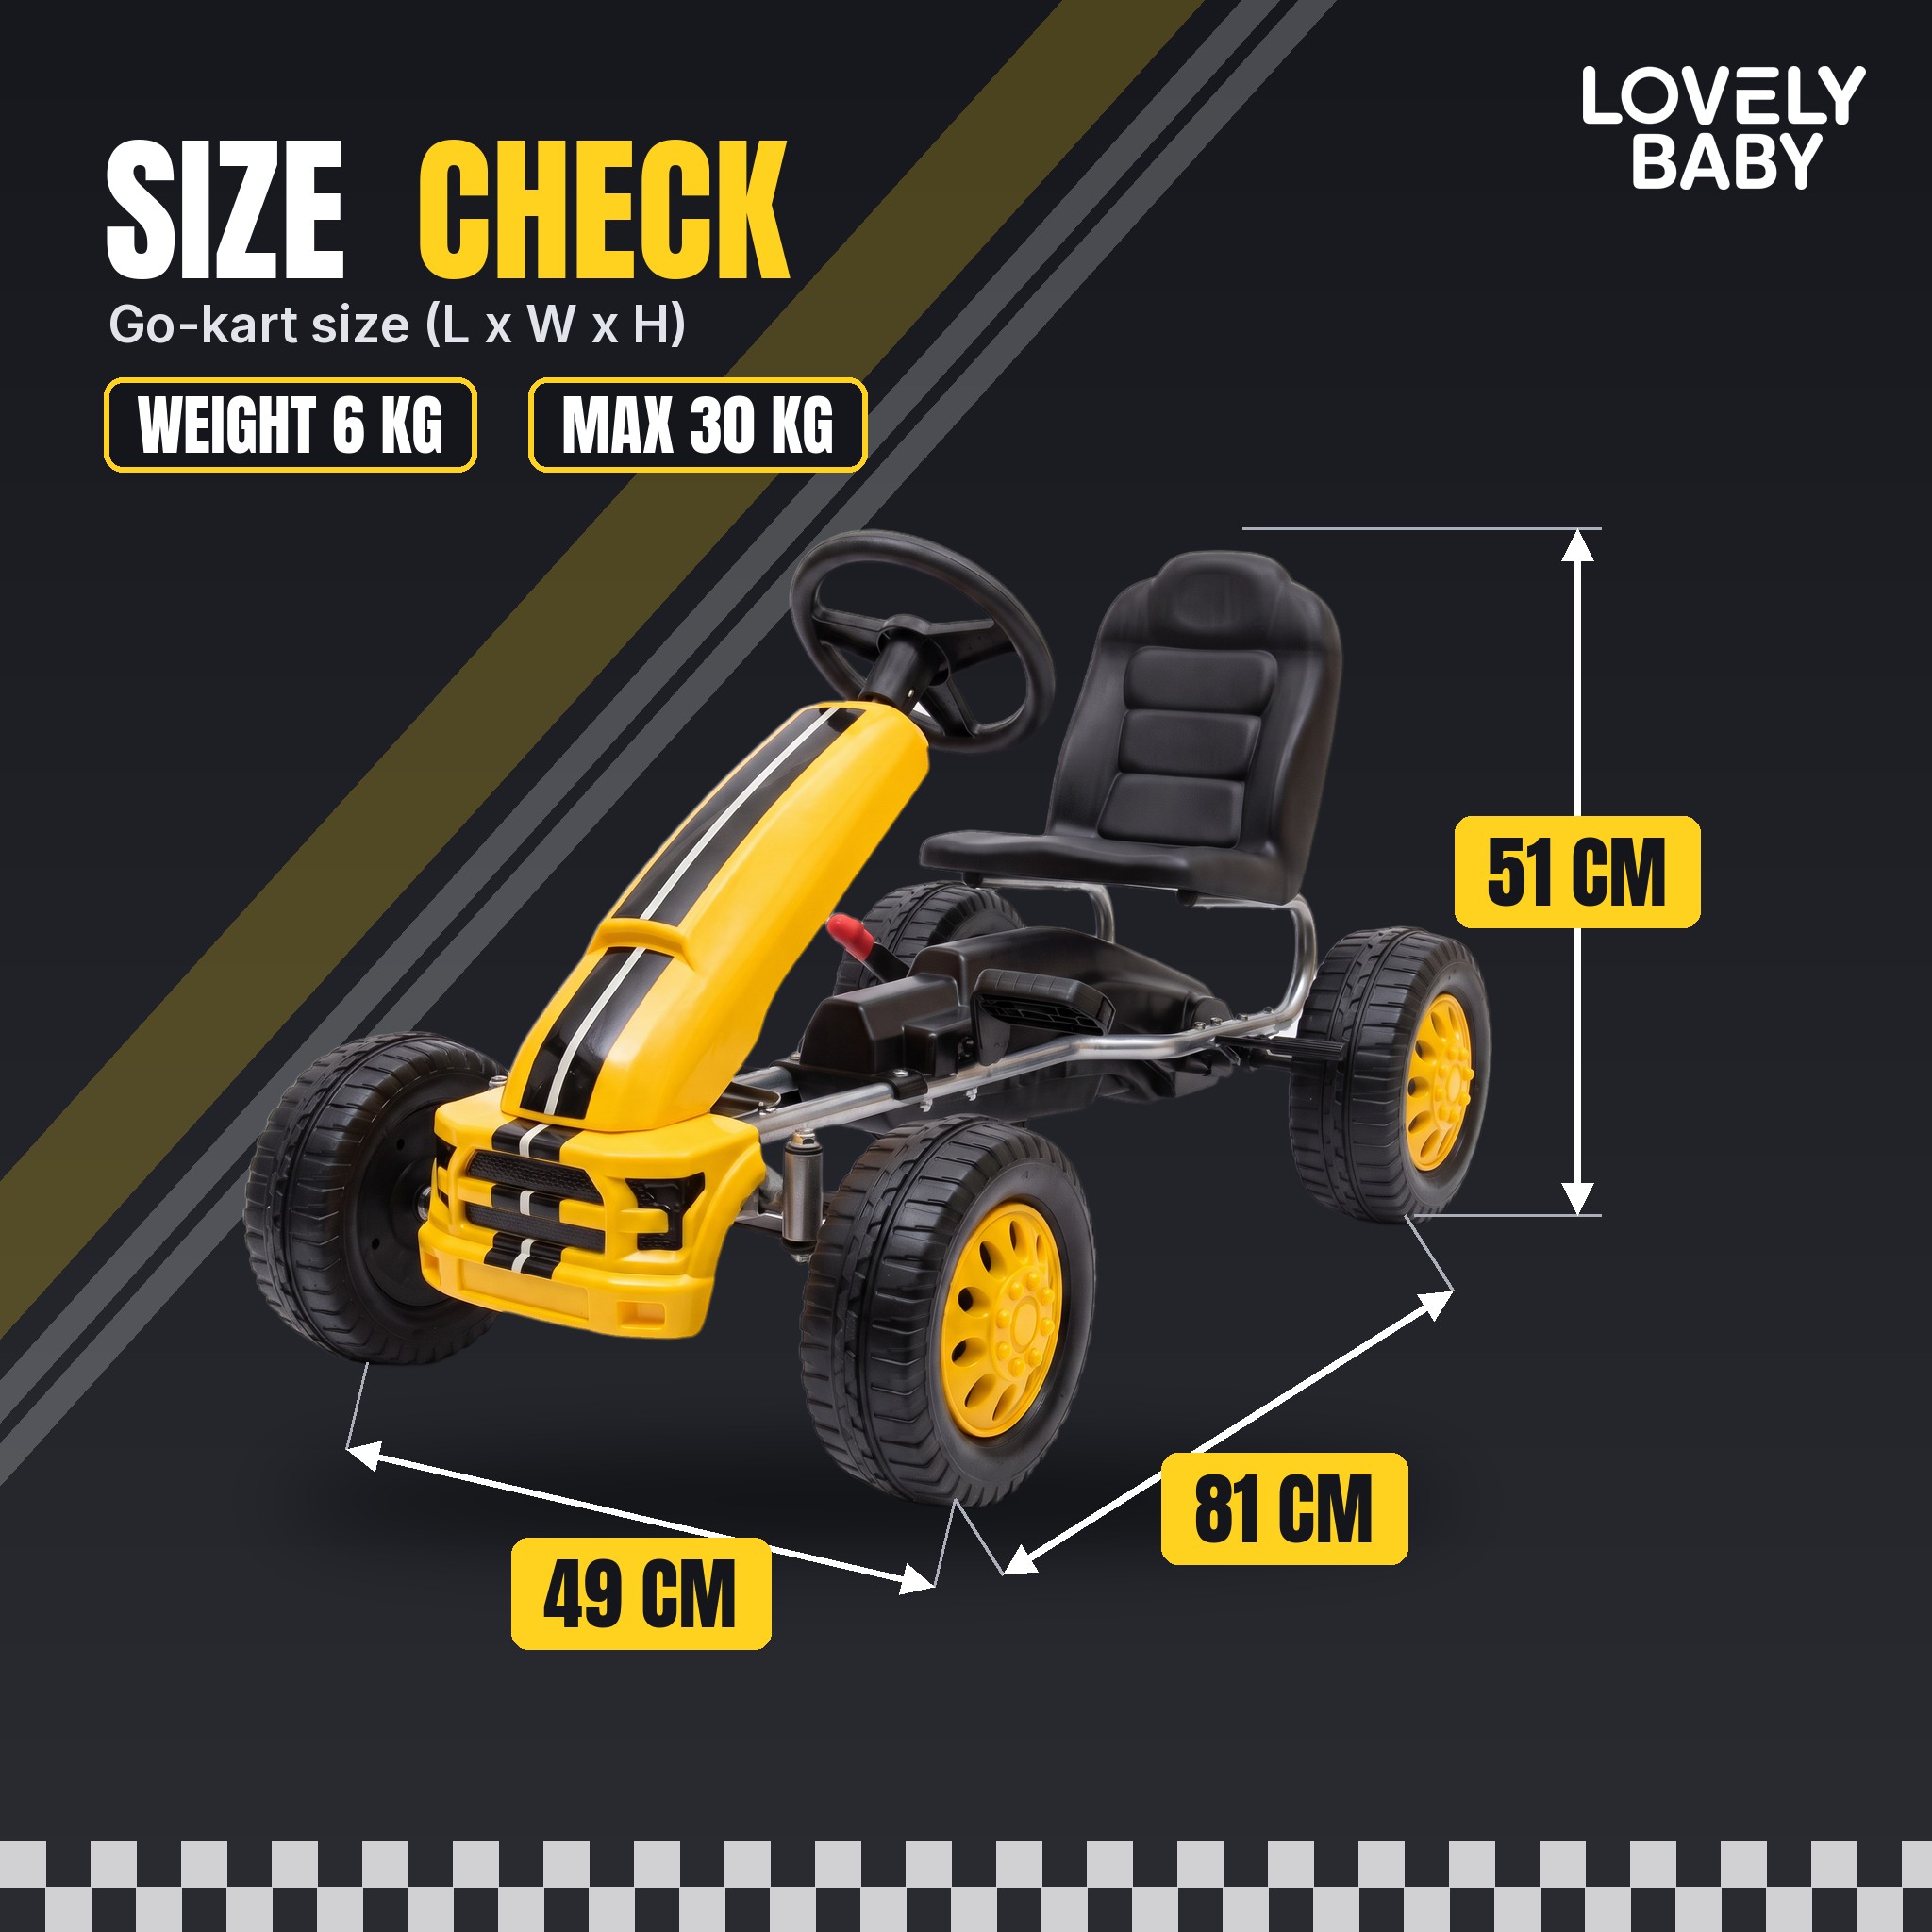 LOVELY
BABY
SIZE CHECK
Go-kart size (L x W x H)
WEIGHT 6 KG
MAX 30 KG
51 CM
81 CM
49 CM